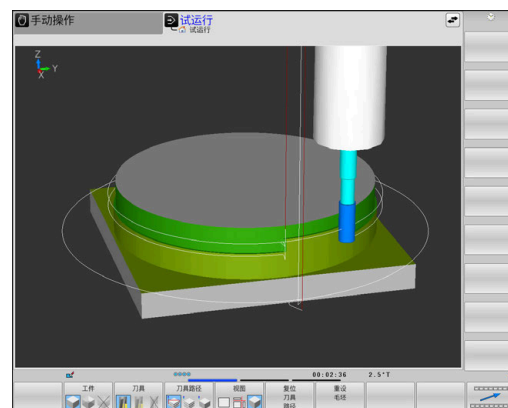 手动操作
试运行
试运行
Z
Y
X
00:02:36 2.5*T
工件
刀具
刀具路径
视图
复位
刀具
路径
重设
毛坯